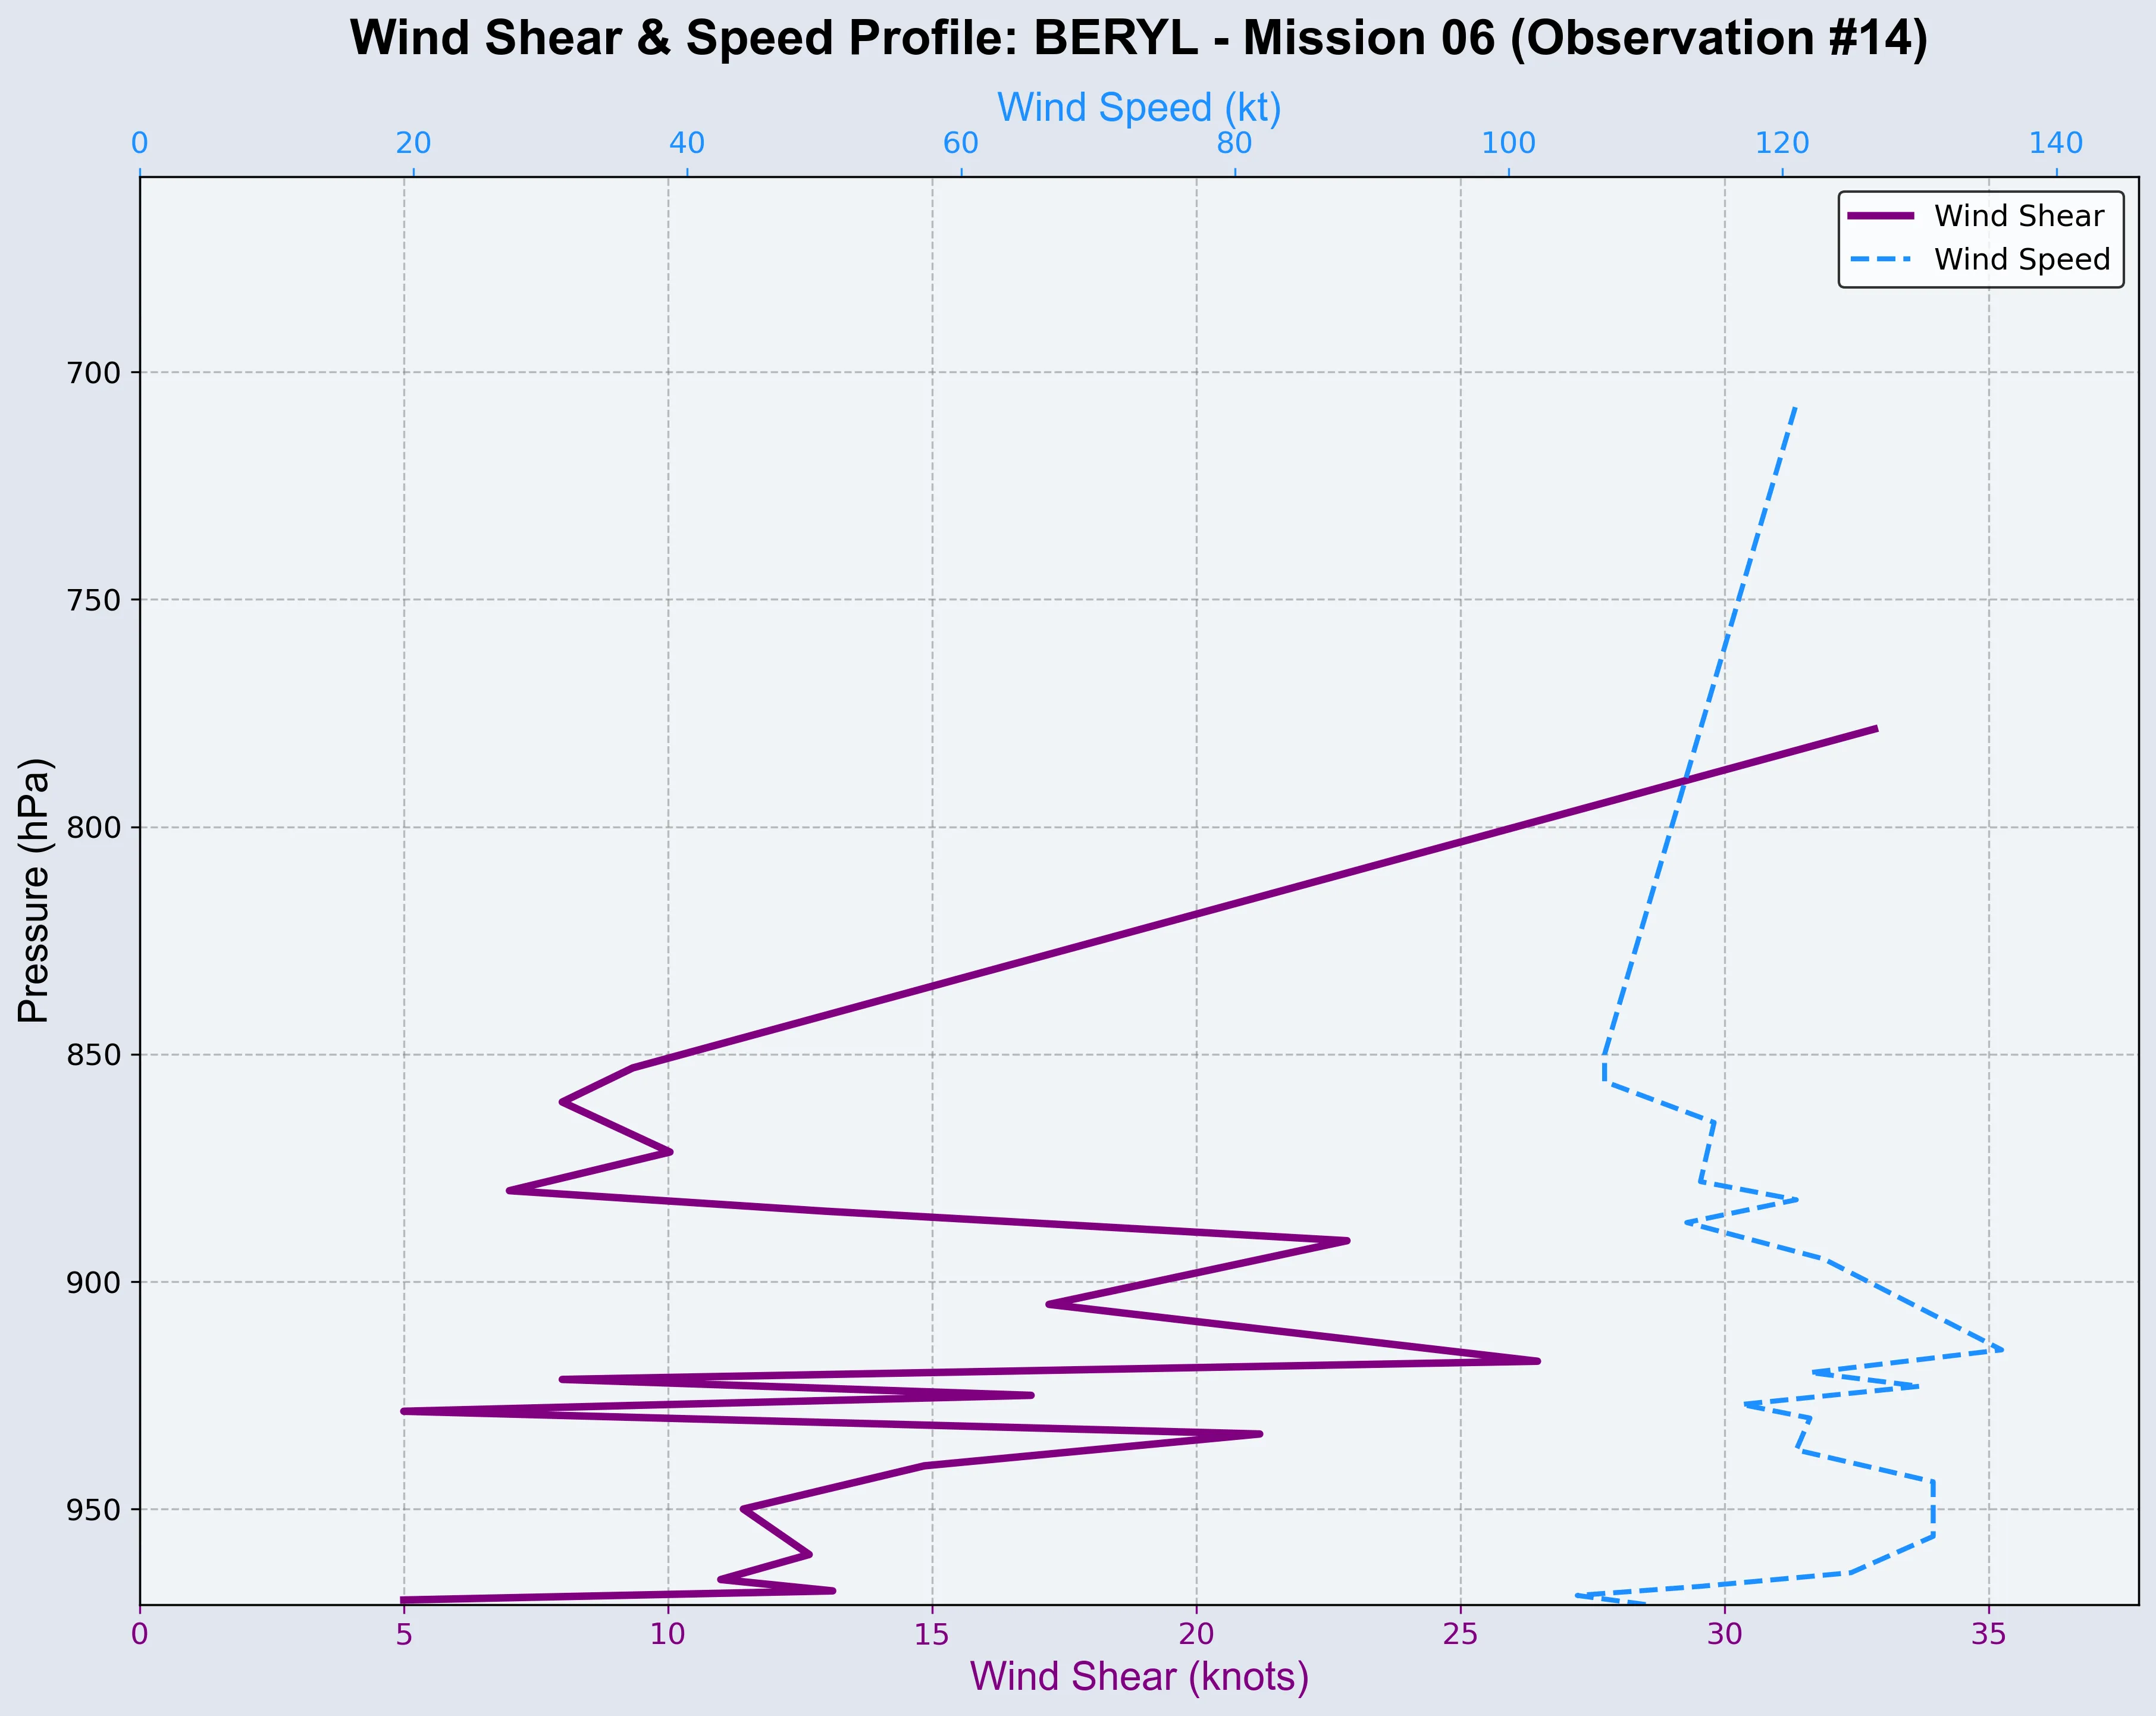 Wind Shear & Speed Profile: BERYL - Mission 06 (Observation #14)
Wind Speed (kt)
0 20 40 60 80 100 120 140
Wind Shear
Wind Speed
700
750
800
850
900
950
Pressure (hPa)
0 5 10 15 20 25 30 35
Wind Shear (knots)